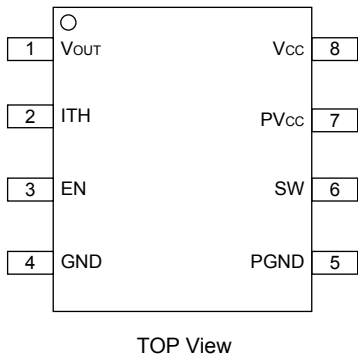 1 VOUT VCC 8
2 ITH PVCC 7
3 EN SW 6
4 GND PGND 5
TOP View